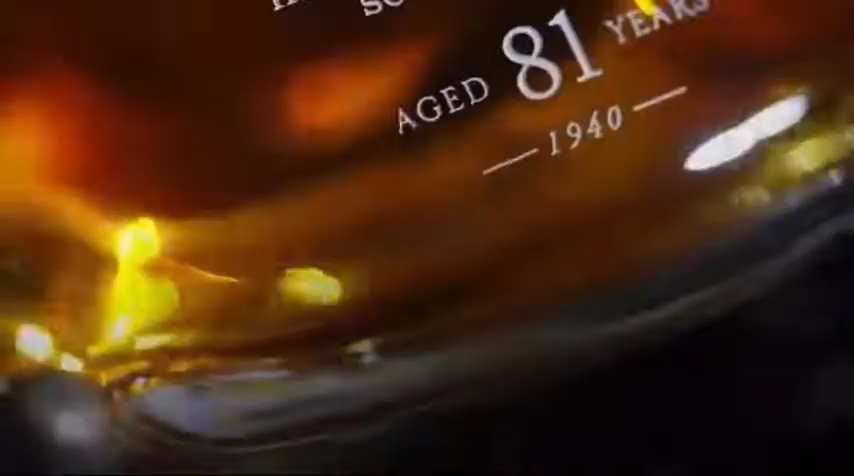 AGED 81 YEARS
— 1940 —